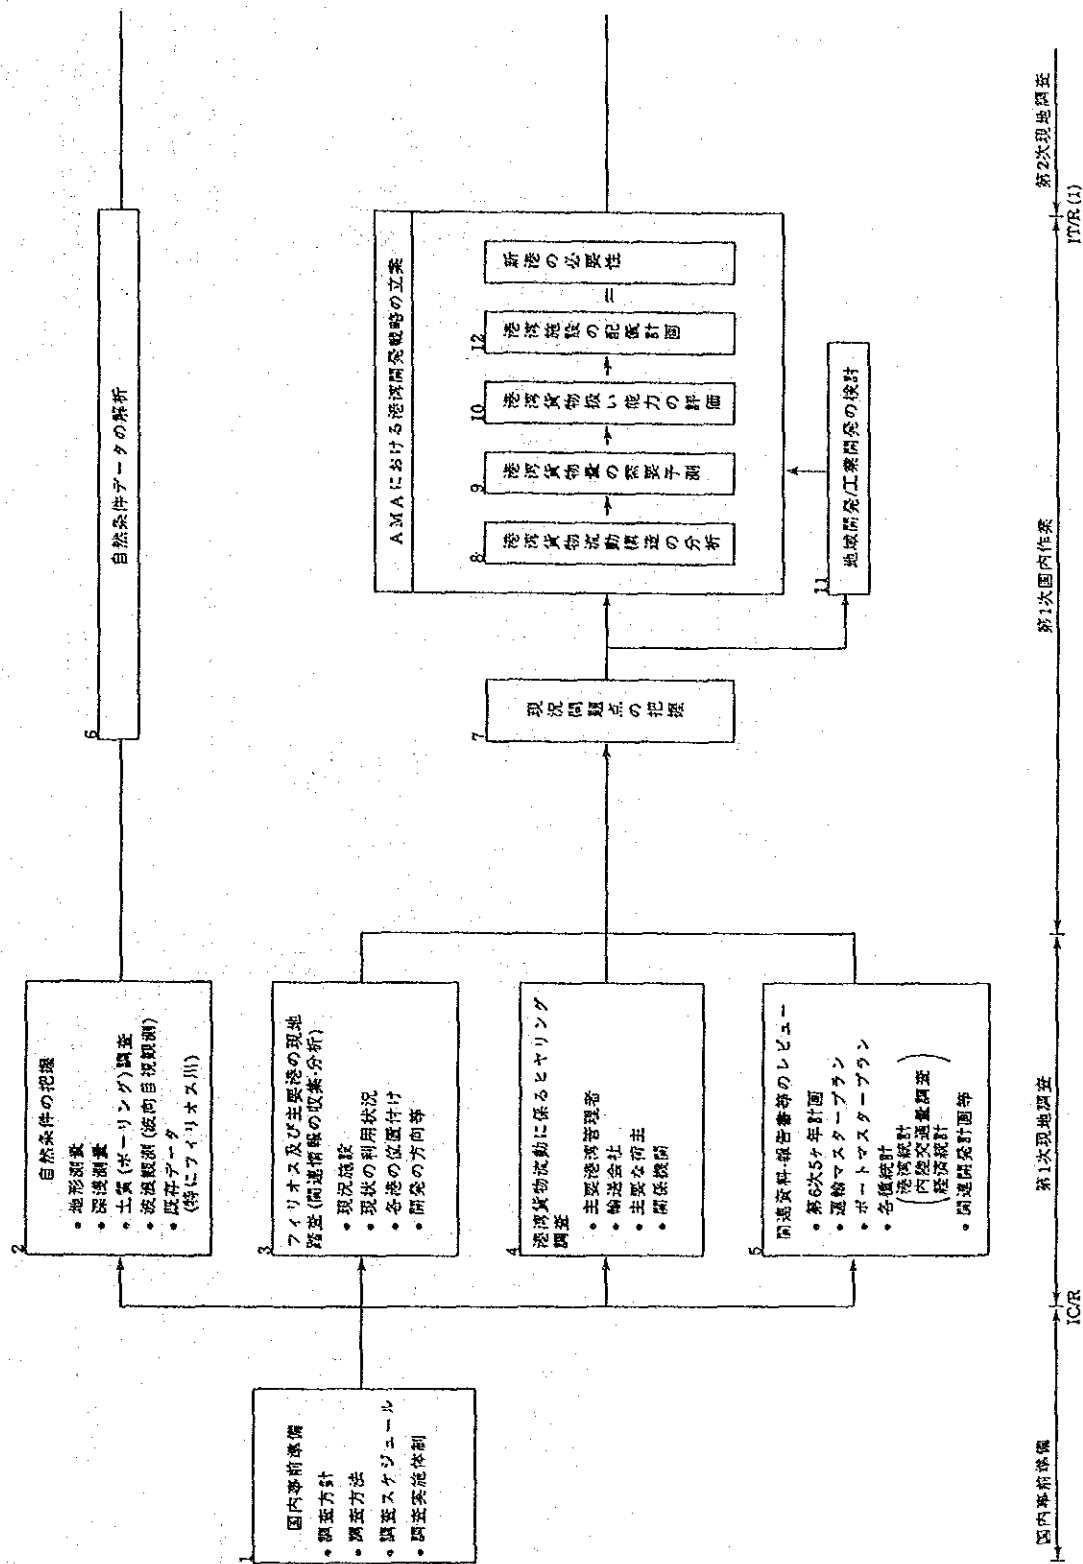 1
国内事前準備
• 調査方針
• 調査方法
• 調査スケジュール
• 調査実施体制
2
自然条件の把握
• 地形測量
• 深浅測量
• 土質(ボーリング)調査
• 波浪観測(波向目視観測)
• 既存データ
(特にフィリオス川)
3
フィリオス及び主要港の現地
踏査(関連情報の収集・分析)
• 現況施設
• 現状の利用状況
• 各港の位置付け
• 開発の方向等
4
港湾貨物流動に係るヒヤリング
調査
• 主要港湾管理者
• 輸送会社
• 主要な荷主
• 関係機関
5
関連資料・報告書等のレビュー
• 第6次5ヶ年計画
• 運輸マスタープラン
• ポートマスタープラン
• 各種統計
(港湾統計
内陸交通量調査
経済統計)
• 関連開発計画等
6
自然条件データの解析
7
現況問題点の把握
AMAにおける港湾開発戦略の立案
8
港湾貨物流動構造の分析
9
港湾貨物量の需要予測
10
港湾貨物扱い能力の評価
12
港湾施設の配置計画
=
新港の必要性
11
地域開発/工業開発の検討
国内事前準備
IC/R
第1次現地調査
第1次国内作業
IT/R(1)
第2次現地調査